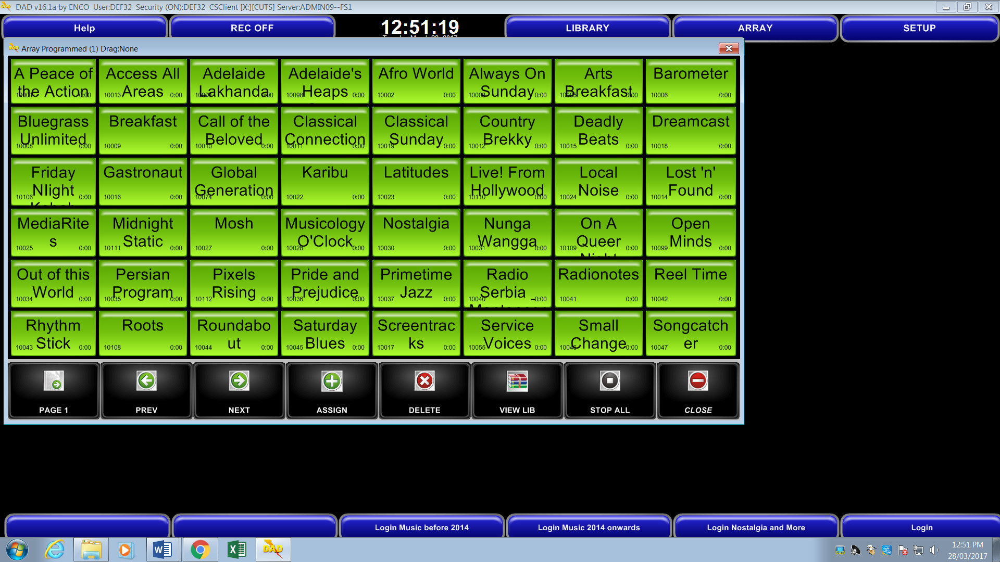 DAD v16.1a by ENCO  User:DEF32  Security (ON):DEF32  CSClient [X:][CUTS] Server:ADMIN09--FS1
Help
REC OFF
12:51:19
LIBRARY
ARRAY
SETUP
Array Programmed (1) Drag:None
A Peace of
the Action
10001 0:00
Access All
Areas
10013 0:00
Adelaide
Lakhanda
0:00
Adelaide's
Heaps
10098 0:00
Afro World
10002 0:00
Always On
Sunday
10003 0:00
Arts
Breakfast
10005 0:00
Barometer
10006 0:00
Bluegrass
Unlimited
10008 0:00
Breakfast
10009 0:00
Call of the
Beloved
10010 0:00
Classical
Connection
10011 0:00
Classical
Sunday
10019 0:00
Country
Brekky
10012 0:00
Deadly
Beats
10015 0:00
Dreamcast
10018 0:00
Friday
NIight
10106 0:00
Gastronaut
10016 0:00
Global
Generation
10074 0:00
Karibu
10022 0:00
Latitudes
10023 0:00
Live! From
Hollywood
10110 0:00
Local
Noise
10024 0:00
Lost 'n'
Found
10014 0:00
MediaRite
s
10025 0:00
Midnight
Static
10111 0:00
Mosh
10027 0:00
Musicology
O'Clock
10028 0:00
Nostalgia
10030 0:00
Nunga
Wangga
10031 0:00
On A
Queer
Night
10109 0:00
Open
Minds
10099 0:00
Out of this
World
10034 0:00
Persian
Program
10035 0:00
Pixels
Rising
10112 0:00
Pride and
Prejudice
10036 0:00
Primetime
Jazz
10037 0:00
Radio
Serbia -
10040 0:00
Radionotes
10041 0:00
Reel Time
10042 0:00
Rhythm
Stick
10043 0:00
Roots
10108 0:00
Roundabo
ut
10044 0:00
Saturday
Blues
10045 0:00
Screentrac
ks
10017 0:00
Service
Voices
10055 0:00
Small
Change
10046 0:00
Songcatch
er
10047 0:00
PAGE 1
PREV
NEXT
ASSIGN
DELETE
VIEW LIB
STOP ALL
CLOSE
Login Music before 2014
Login Music 2014 onwards
Login Nostalgia and More
Login
DAD
DAD
12:51 PM
28/03/2017